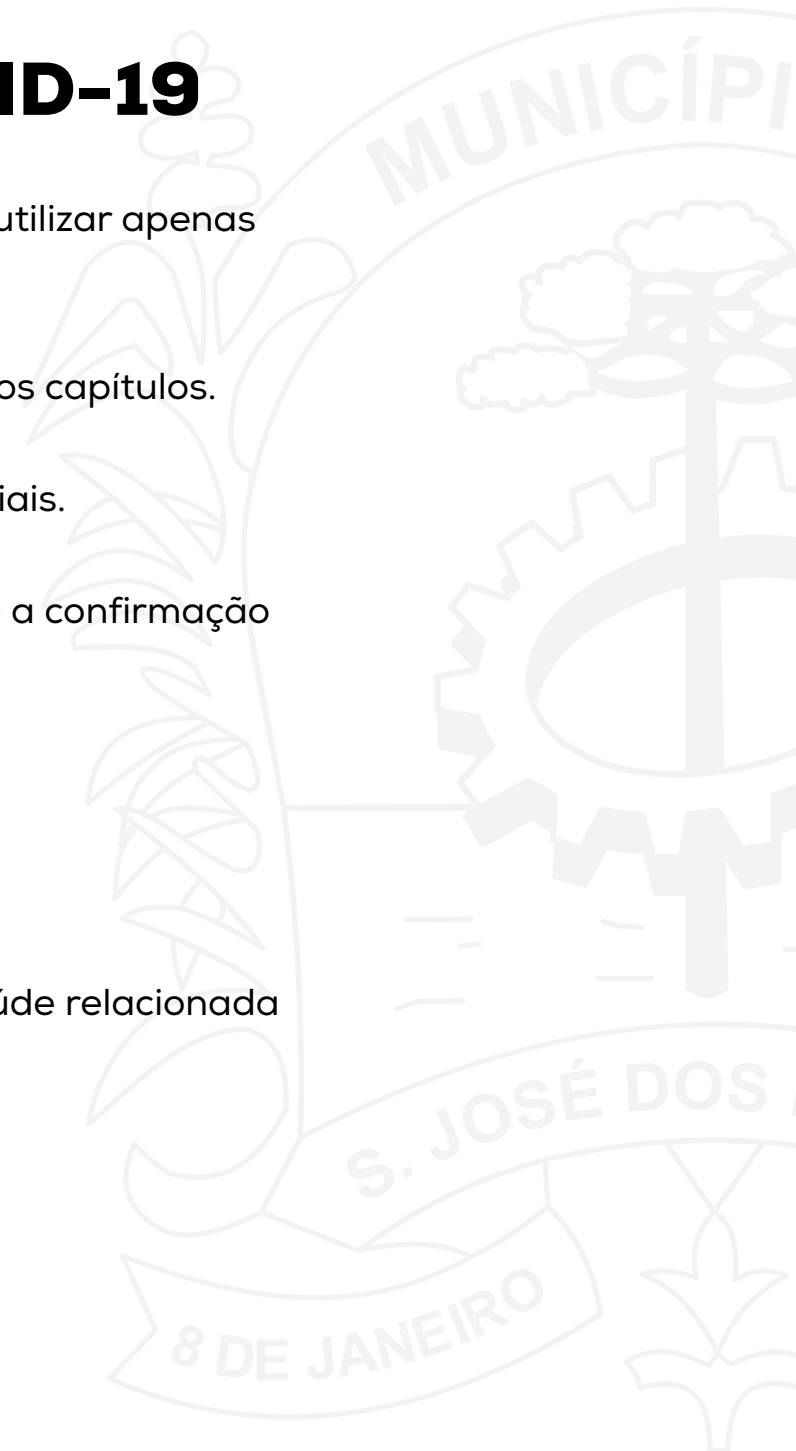 ID-19
utilizar apenas
os capítulos.
iais.
a confirmação
úde relacionada
MUNICÍPI
S. JOSÉ DOS
8 DE JANEIRO